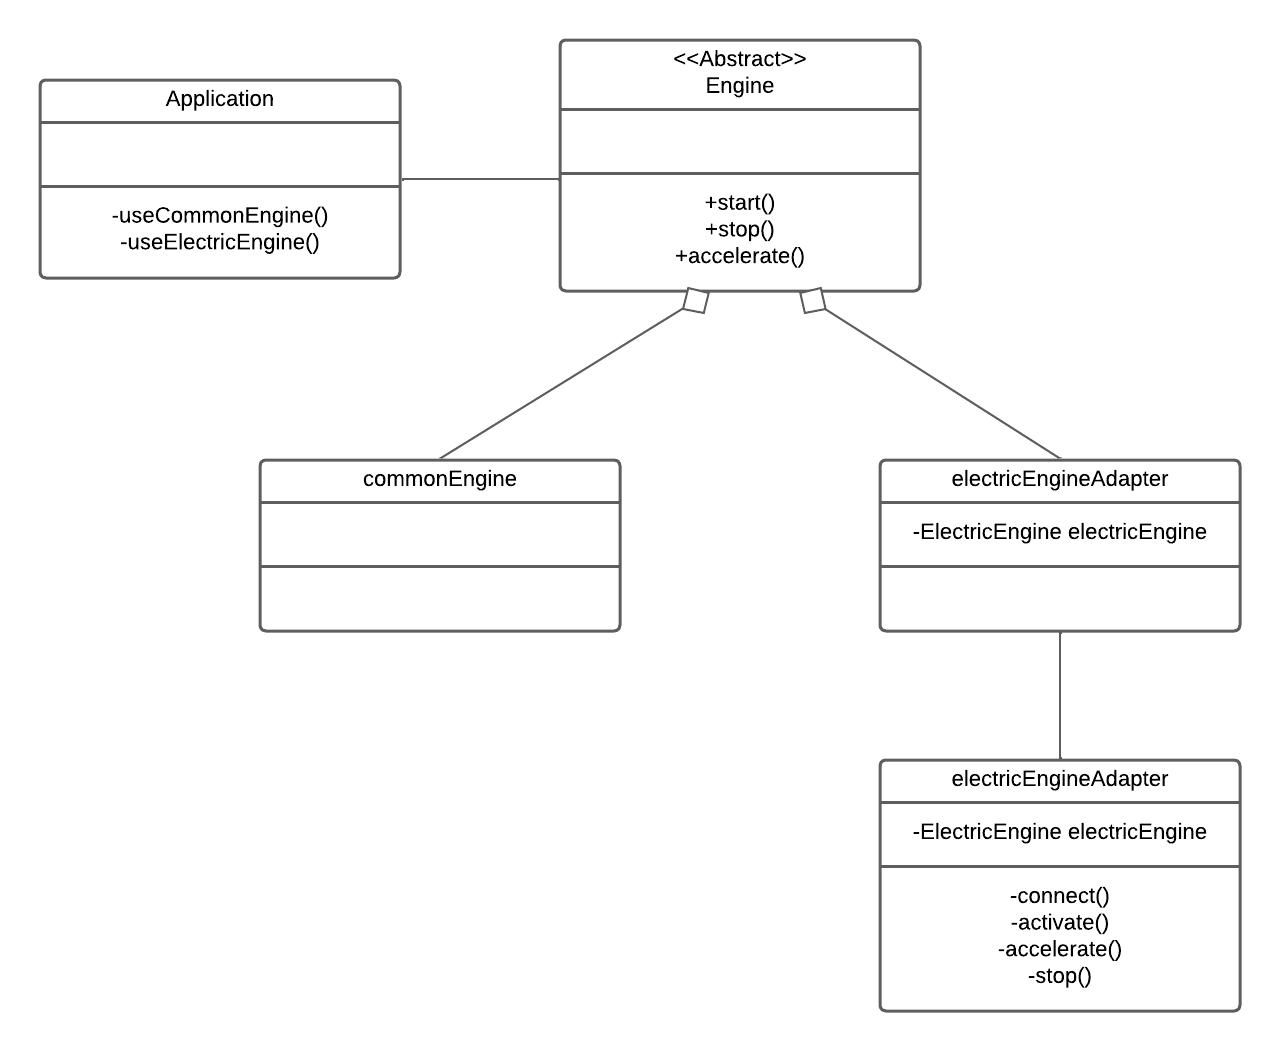 Application
-useCommonEngine()
-useElectricEngine()
<<Abstract>>
Engine
+start()
+stop()
+accelerate()
commonEngine
electricEngineAdapter
-ElectricEngine electricEngine
electricEngineAdapter
-ElectricEngine electricEngine
-connect()
-activate()
-accelerate()
-stop()